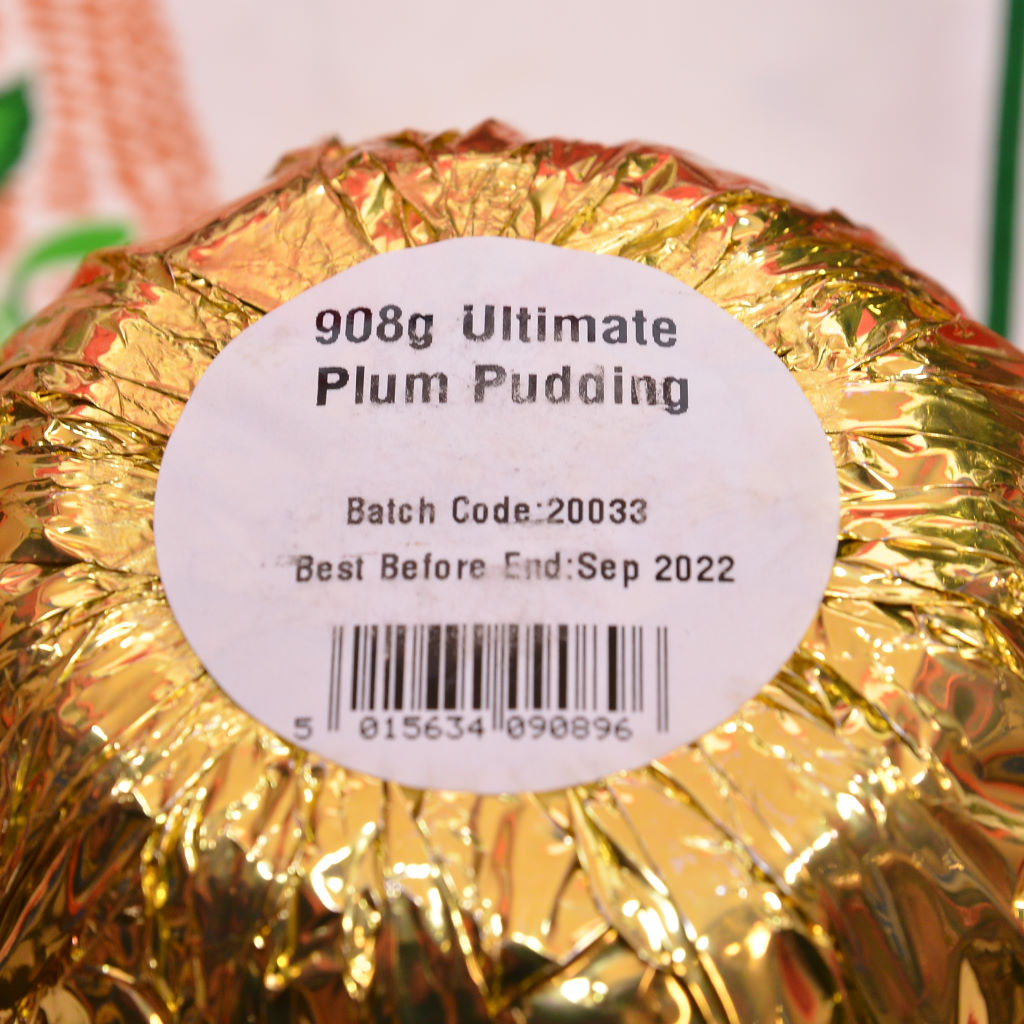 908g Ultimate
Plum Pudding
Batch Code:20033
Best Before End:Sep 2022
5 015634 090896